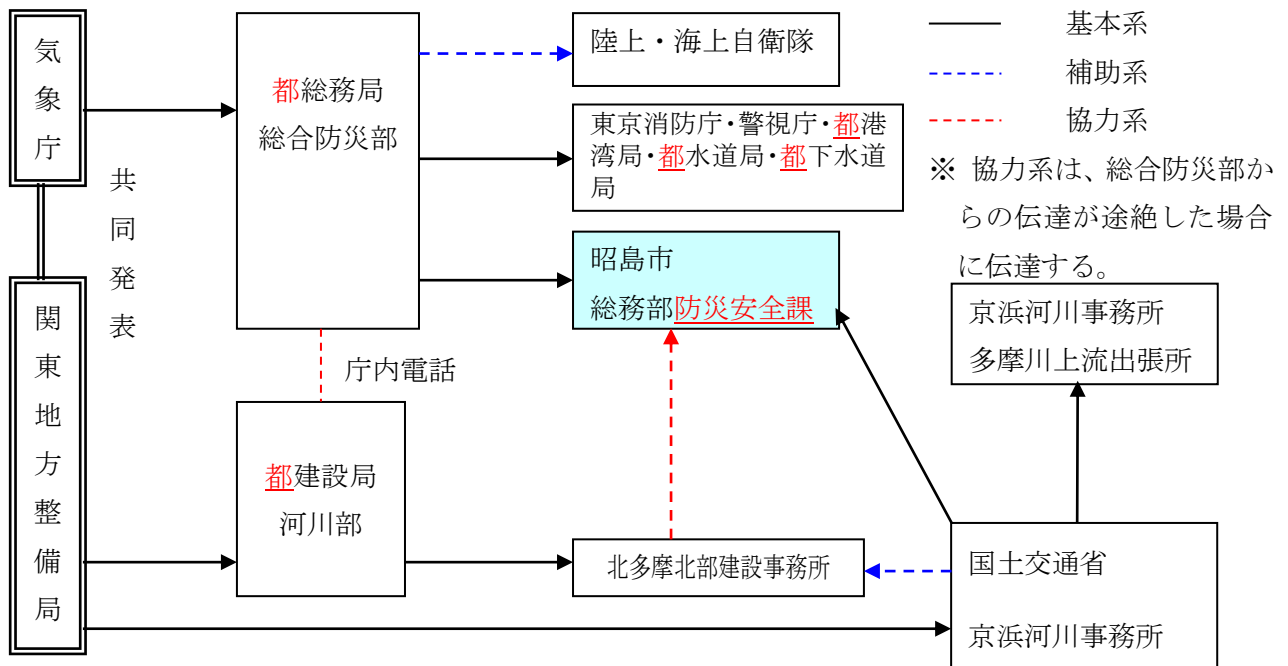 気象庁
共同発表
関東地方整備局
都総務局
総合防災部
陸上・海上自衛隊
東京消防庁・警視庁・都港
湾局・都水道局・都下水道
局
昭島市
総務部防災安全課
庁内電話
都建設局
河川部
北多摩北部建設事務所
基本系
補助系
協力系
※ 協力系は、総合防災部か
らの伝達が途絶した場合
に伝達する。
京浜河川事務所
多摩川上流出張所
国土交通省
京浜河川事務所